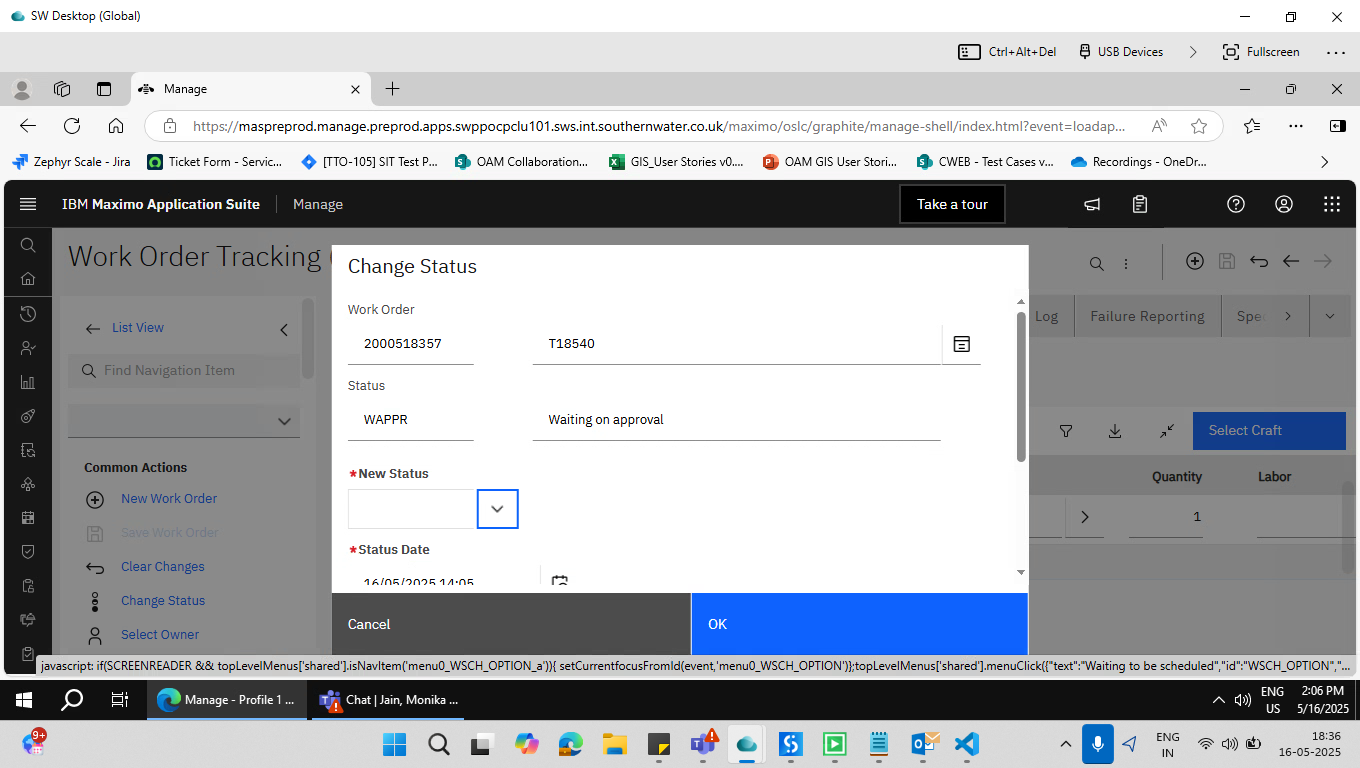 SW Desktop (Global)
Ctrl+Alt+Del
USB Devices
Fullscreen
Manage
https://maspreprod.manage.preprod.apps.swppocpclu101.sws.int.southernwater.co.uk/maximo/oslc/graphite/manage-shell/index.html?event=loadap...
Zephyr Scale - Jira
Ticket Form - Servic...
[TTO-105] SIT Test P...
OAM Collaboration...
GIS_User Stories v0....
OAM GIS User Stori...
CWEB - Test Cases v...
Recordings - OneDr...
IBM Maximo Application Suite
Manage
Take a tour
Work Order Tracking
Change Status
List View
Find Navigation Item
Common Actions
New Work Order
Save Work Order
Clear Changes
Change Status
Select Owner
Work Order
2000518357
T18540
Status
WAPPR
Waiting on approval
*New Status
*Status Date
16/05/2025 14:05
Cancel
OK
Log
Failure Reporting
Spec
Select Craft
Quantity
Labor
1
javascript: if(SCREENREADER && topLevelMenus['shared'].isNavItem('menu0_WSCH_OPTION_a')){ setCurrentfocusFromId(event,'menu0_WSCH_OPTION')};topLevelMenus['shared'].menuClick({"text":"Waiting to be scheduled","id":"WSCH_OPTION","...
Manage - Profile 1 ...
Chat | Jain, Monika ...
ENG
US
2:06 PM
5/16/2025
9+
ENG
IN
18:36
16-05-2025